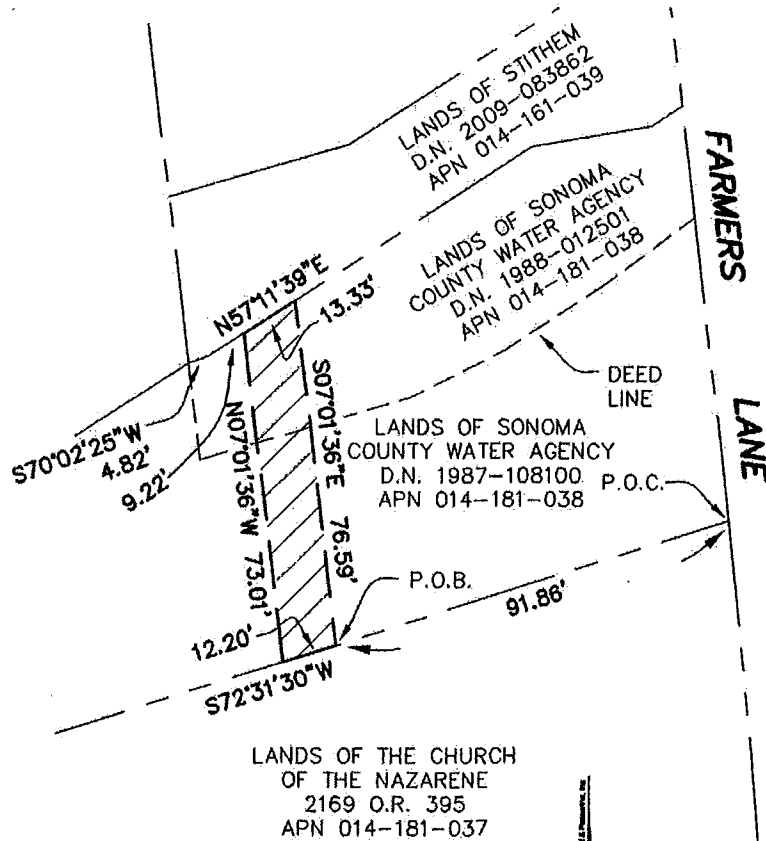 LANDS OF STITHEM
D.N. 2009-083862
APN 014-161-039
FARMERS
LANE
LANDS OF SONOMA
COUNTY WATER AGENCY
D.N. 1988-012501
APN 014-181-038
N57°11'39"E
13.33'
S70°02'25"W
4.82'
9.22'
N07°01'36"W 73.01'
S07°01'36"E 76.59'
DEED
LINE
LANDS OF SONOMA
COUNTY WATER AGENCY
D.N. 1987-108100
APN 014-181-038
P.O.C.
P.O.B.
91.86'
12.20'
S72°31'30"W
LANDS OF THE CHURCH
OF THE NAZARENE
2169 O.R. 395
APN 014-181-037